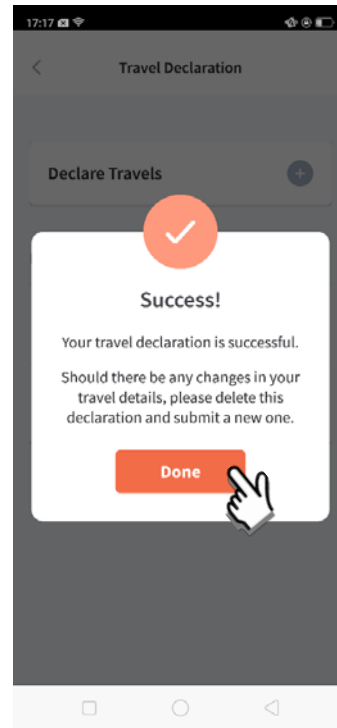 17:17
Travel Declaration
Declare Travels
Success!
Your travel declaration is successful.
Should there be any changes in your
travel details, please delete this
declaration and submit a new one.
Done